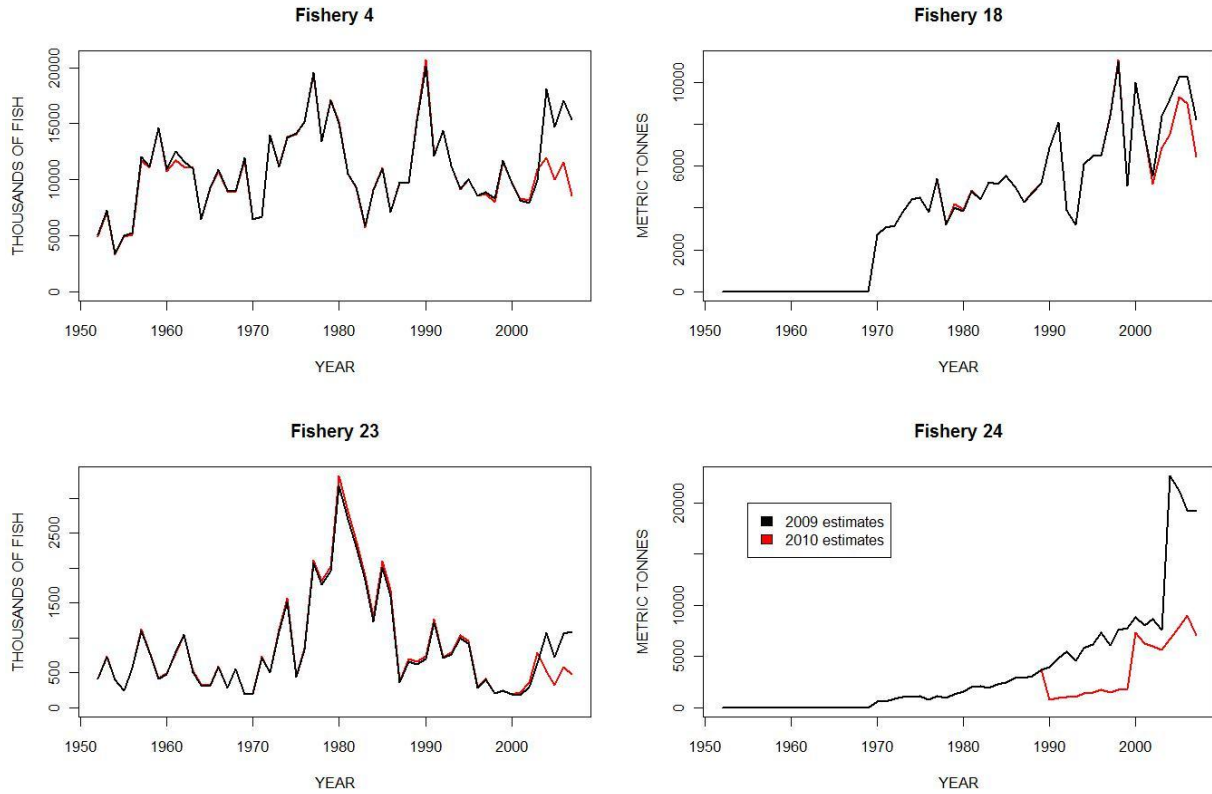 Fishery 4
THOUSANDS OF FISH
0 5000 10000 15000 20000
1950 1960 1970 1980 1990 2000
YEAR
Fishery 18
METRIC TONNES
0 2000 6000 10000
1950 1960 1970 1980 1990 2000
YEAR
Fishery 23
THOUSANDS OF FISH
0 500 1500 2500
1950 1960 1970 1980 1990 2000
YEAR
Fishery 24
METRIC TONNES
0 5000 10000 20000
2009 estimates
2010 estimates
1950 1960 1970 1980 1990 2000
YEAR